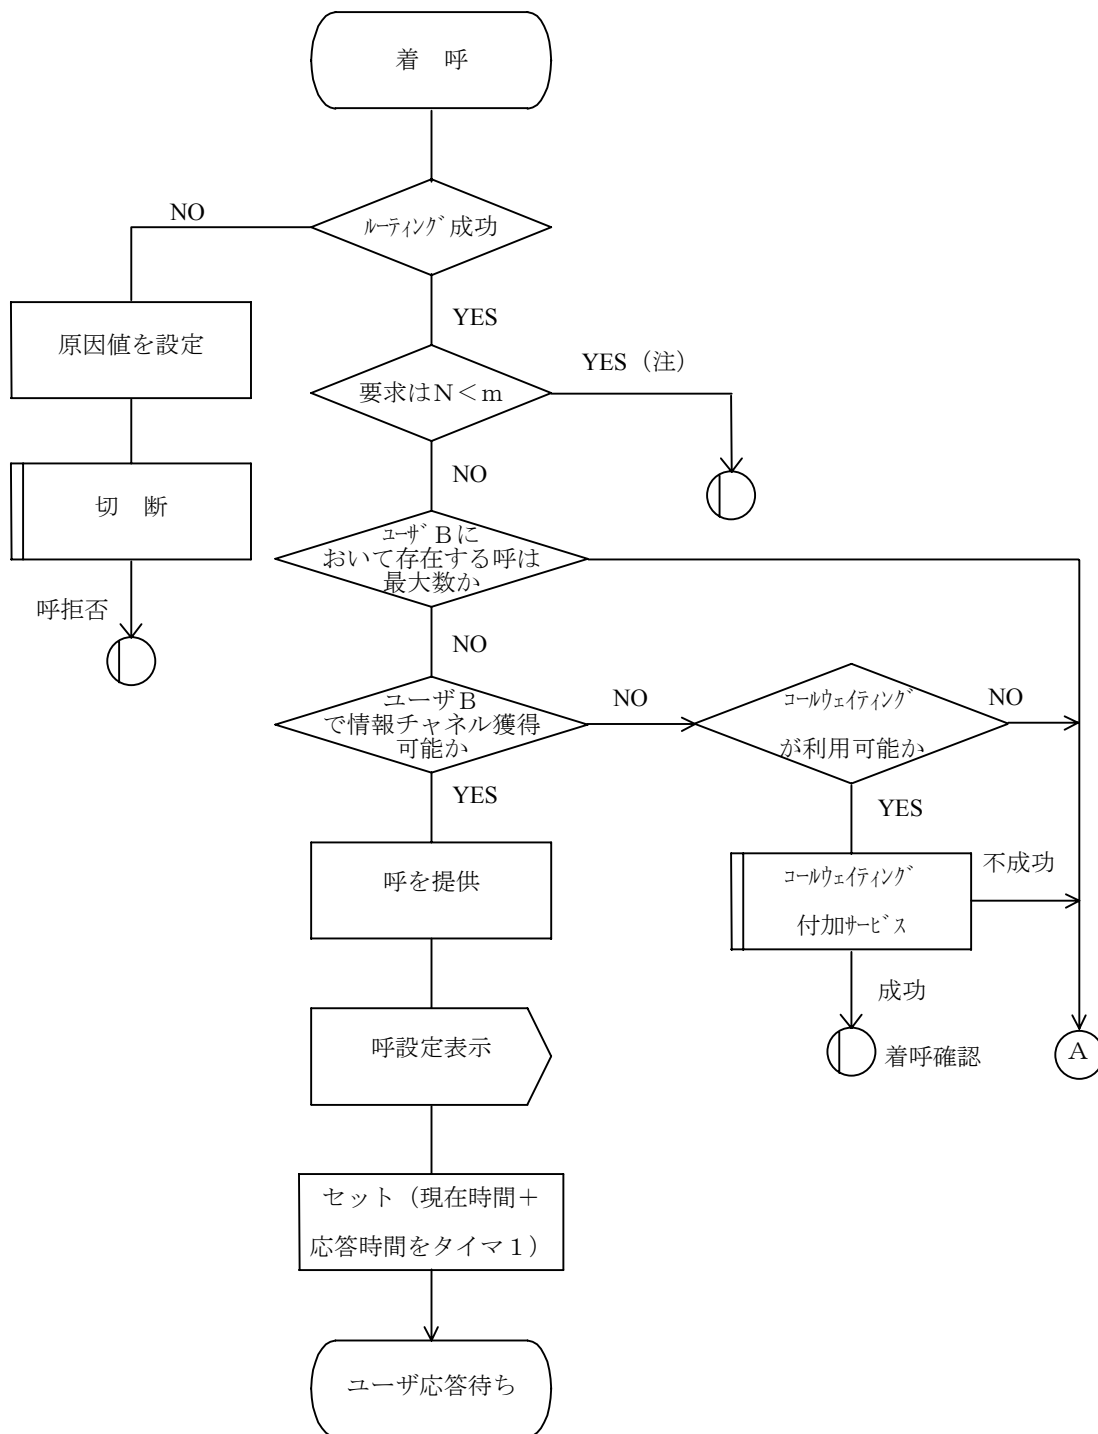 着　呼
NO
ルーティング成功
YES
原因値を設定
YES（注）
要求はＮ＜ｍ
NO
切　断
ユーザＢに
おいて存在する呼は
最大数か
呼拒否
NO
ユーザＢ
で情報チャネル獲得
可能か
NO
コールウェイティング
が利用可能か
NO
YES
YES
呼を提供
コールウェイティング
付加サービス
不成功
成功
呼設定表示
着呼確認
Ａ
セット（現在時間＋
応答時間をタイマ１）
ユーザ応答待ち